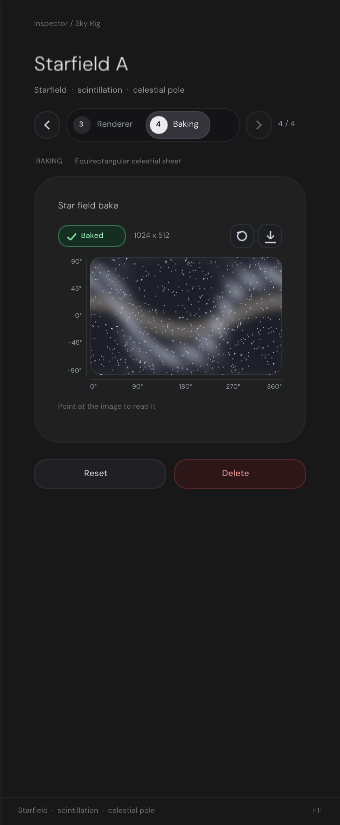 Inspector / Sky Rig
Starfield A
Starfield · scintillation · celestial pole
3 Renderer 4 Baking 4 / 4
BAKING · Equirectangular celestial sheet
Star field bake
Baked 1024 x 512
90°
45°
0°
-45°
-90°
0° 90° 180° 270° 360°
Point at the image to read it
Reset Delete
Starfield · scintillation · celestial pole